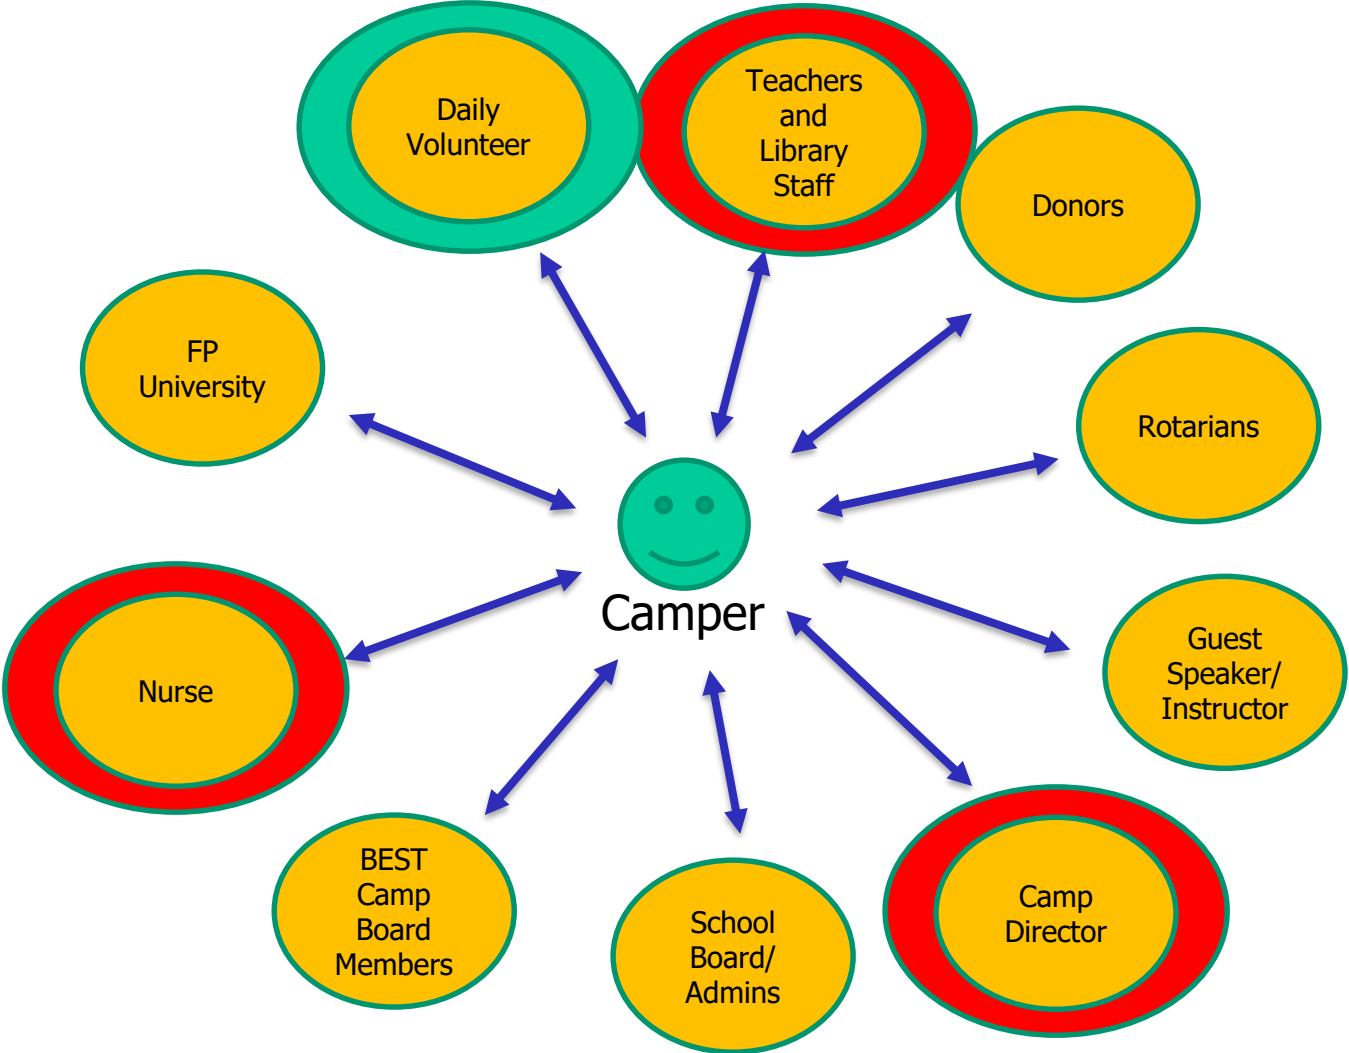 Daily
Volunteer
Teachers
and
Library
Staff
Donors
FP
University
Rotarians
Camper
Guest
Speaker/
Instructor
Nurse
BEST
Camp
Board
Members
School
Board/
Admins
Camp
Director